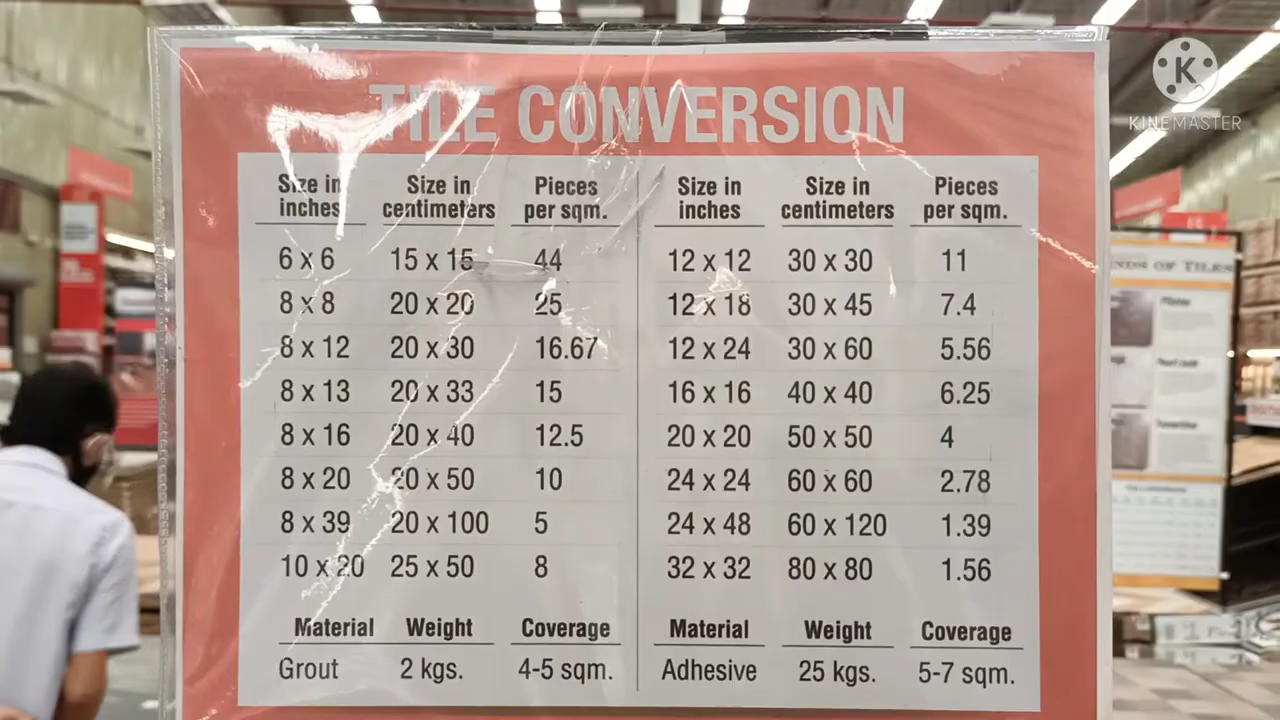 TILE CONVERSION
KINEMASTER
Size in inches Size in centimeters Pieces per sqm. Size in inches Size in centimeters Pieces per sqm.
6 x 6 15 x 15 44 12 x 12 30 x 30 11
8 x 8 20 x 20 25 12 x 18 30 x 45 7.4
8 x 12 20 x 30 16.67 12 x 24 30 x 60 5.56
8 x 13 20 x 33 15 16 x 16 40 x 40 6.25
8 x 16 20 x 40 12.5 20 x 20 50 x 50 4
8 x 20 20 x 50 10 24 x 24 60 x 60 2.78
8 x 39 20 x 100 5 24 x 48 60 x 120 1.39
10 x 20 25 x 50 8 32 x 32 80 x 80 1.56
Material Weight Coverage Material Weight Coverage
Grout 2 kgs. 4-5 sqm. Adhesive 25 kgs. 5-7 sqm.
OF TILES